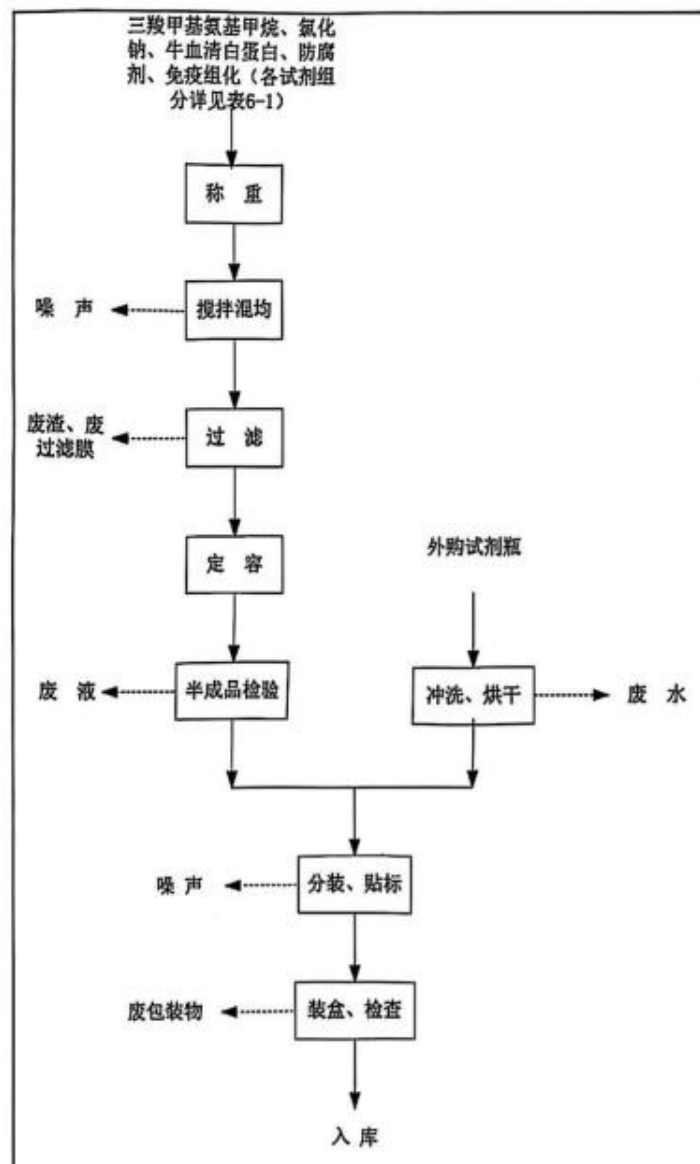 三羧甲基氨基甲烷、氯化
钠、牛血清白蛋白、防腐
剂、免疫组化（各试剂组
分详见表6-1）
称 重
噪 声
搅拌混均
废渣、废
过滤膜
过 滤
定 容
外购试剂瓶
废 液
半成品检验
冲洗、烘干
废 水
噪 声
分装、贴标
废包装物
装盒、检查
入 库